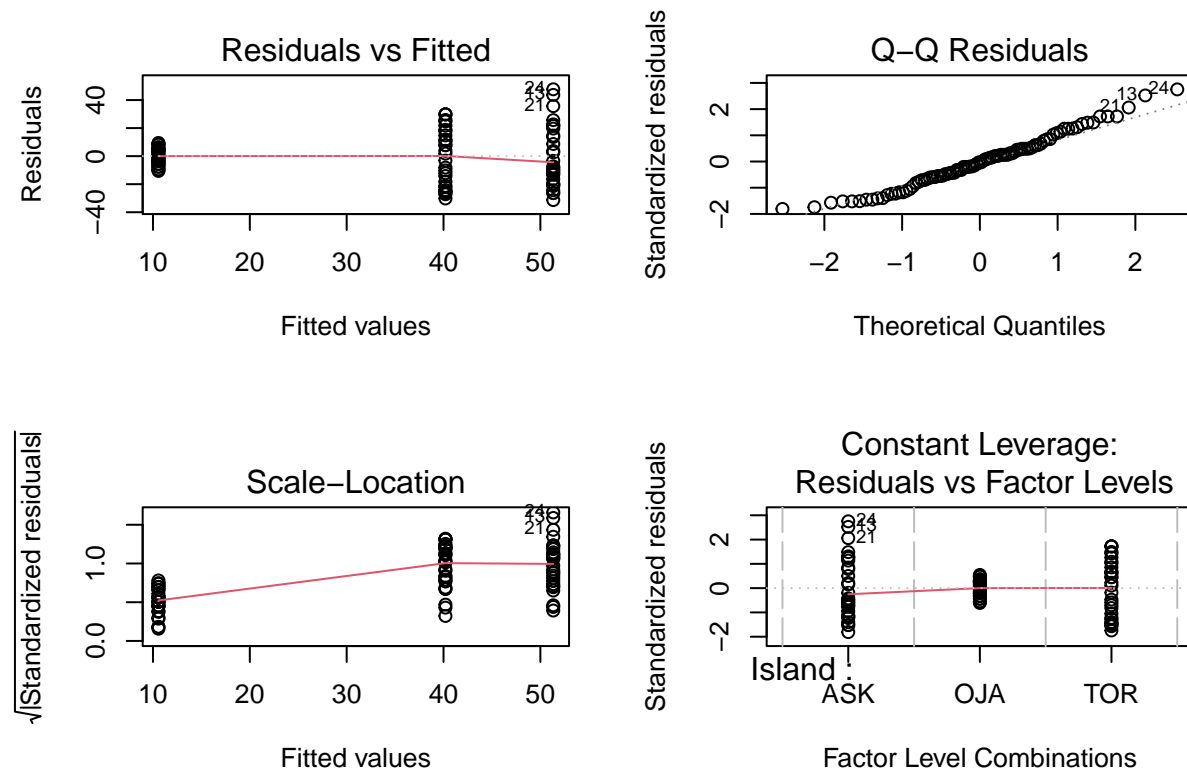 Residuals vs Fitted
Residuals
−40
0
40
24
13
21
10
20
30
40
50
Fitted values
Q−Q Residuals
Standardized residuals
−2
0
2
13
24
21
−2
−1
0
1
2
Theoretical Quantiles
Scale−Location
√|Standardized residuals|
0.0
1.0
24
13
21
10
20
30
40
50
Fitted values
Constant Leverage:
Residuals vs Factor Levels
Standardized residuals
−2
0
2
24
13
21
Island :
ASK
OJA
TOR
Factor Level Combinations